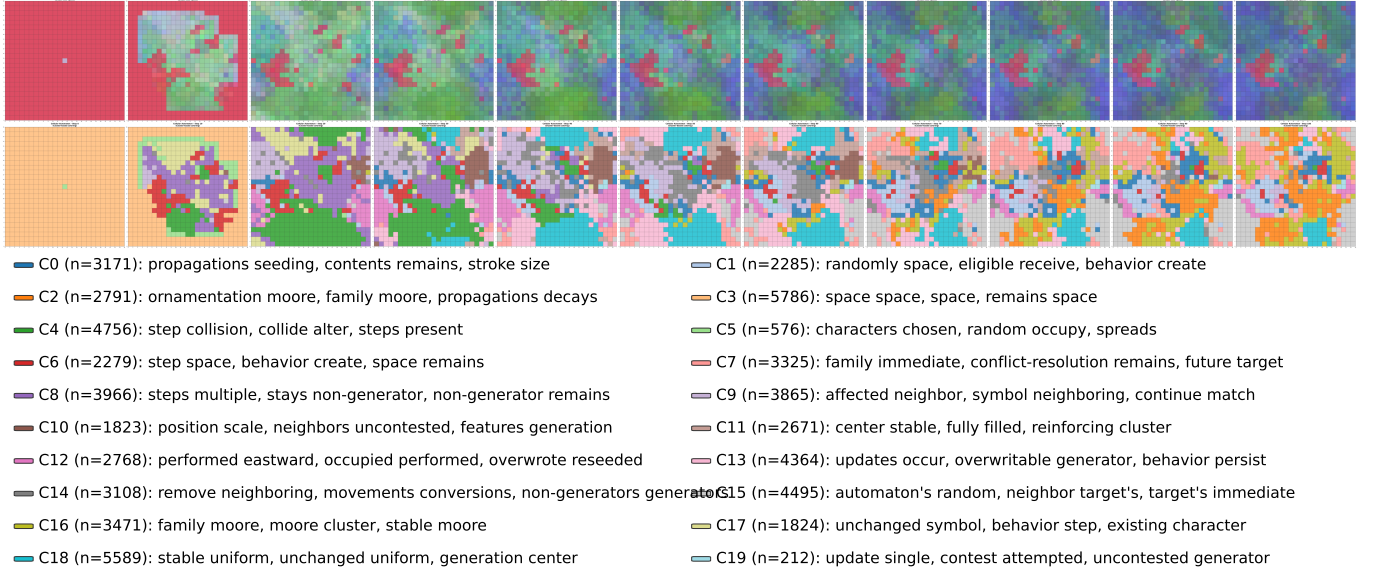 C0 (n=3171): propagations seeding, contents remains, stroke size
C1 (n=2285): randomly space, eligible receive, behavior create
C2 (n=2791): ornamentation moore, family moore, propagations decays
C3 (n=5786): space space, space, remains space
C4 (n=4756): step collision, collide alter, steps present
C5 (n=576): characters chosen, random occupy, spreads
C6 (n=2279): step space, behavior create, space remains
C7 (n=3325): family immediate, conflict-resolution remains, future target
C8 (n=3966): steps multiple, stays non-generator, non-generator remains
C9 (n=3865): affected neighbor, symbol neighboring, continue match
C10 (n=1823): position scale, neighbors uncontested, features generation
C11 (n=2671): center stable, fully filled, reinforcing cluster
C12 (n=2768): performed eastward, occupied performed, overwrote reseeded
C13 (n=4364): updates occur, overwritable generator, behavior persist
C14 (n=3108): remove neighboring, movements conversions, non-generators generators
C15 (n=4495): automaton's random, neighbor target's, target's immediate
C16 (n=3471): family moore, moore cluster, stable moore
C17 (n=1824): unchanged symbol, behavior step, existing character
C18 (n=5589): stable uniform, unchanged uniform, generation center
C19 (n=212): update single, contest attempted, uncontested generator